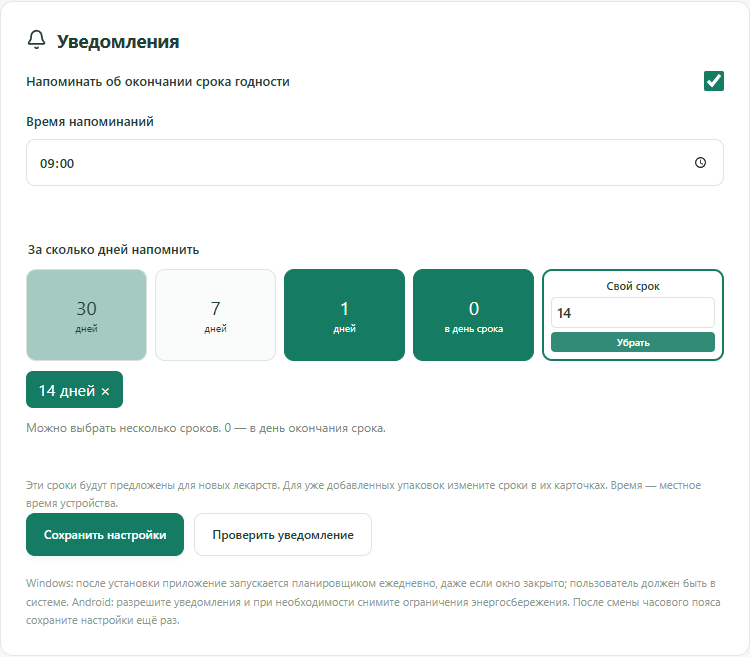 Уведомления
Напоминать об окончании срока годности
Время напоминаний
09:00
За сколько дней напомнить
30
дней
7
дней
1
дней
0
в день срока
Свой срок
14
Убрать
14 дней ×
Можно выбрать несколько сроков. 0 — в день окончания срока.
Эти сроки будут предложены для новых лекарств. Для уже добавленных упаковок измените сроки в их карточках. Время — местное
время устройства.
Сохранить настройки
Проверить уведомление
Windows: после установки приложение запускается планировщиком ежедневно, даже если окно закрыто; пользователь должен быть в
системе. Android: разрешите уведомления и при необходимости снимите ограничения энергосбережения. После смены часового пояса
сохраните настройки ещё раз.